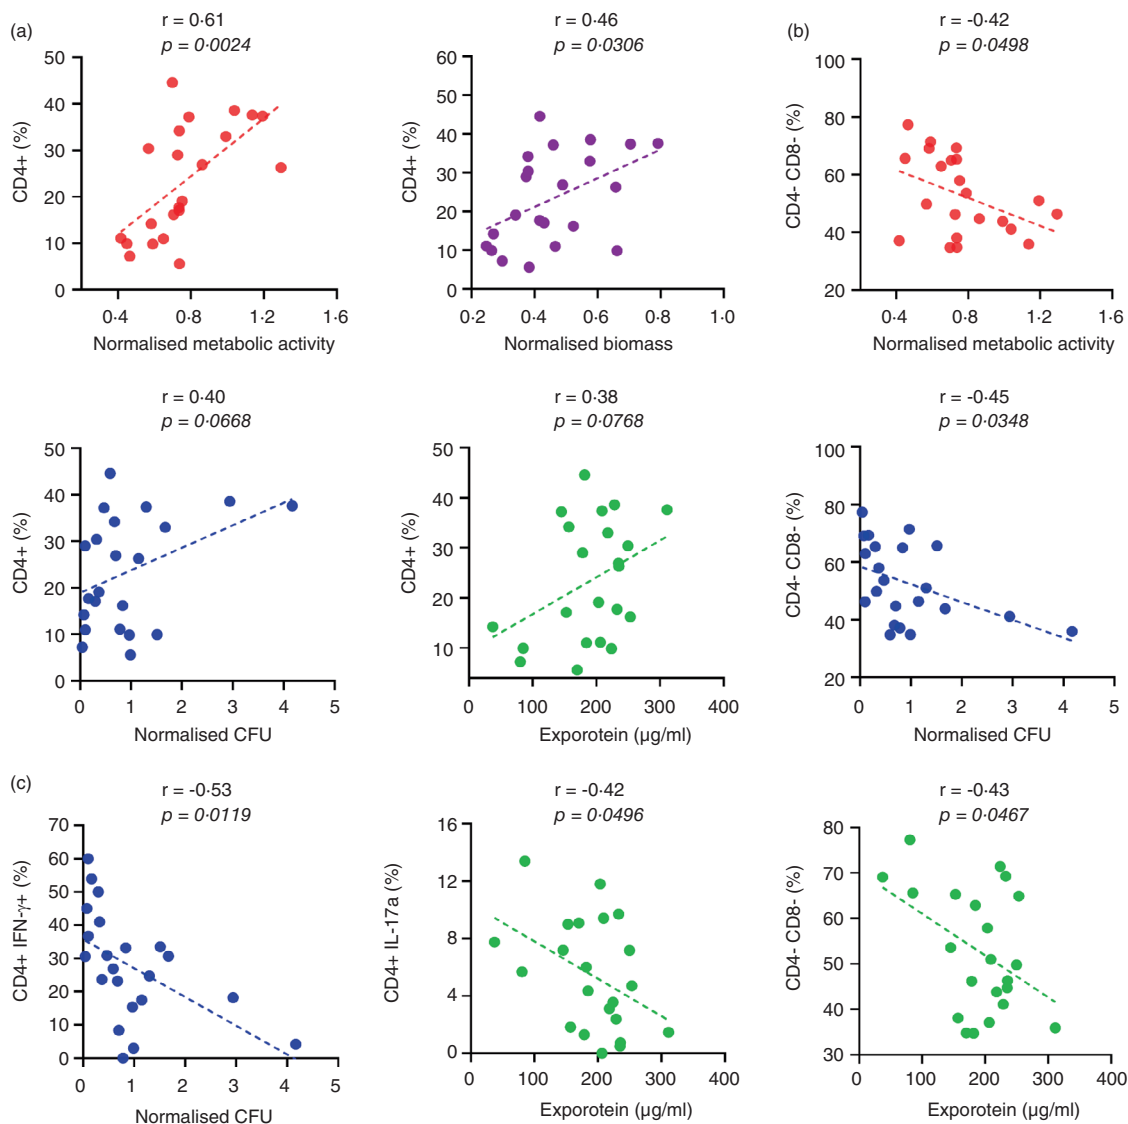 (a)
r = 0·61
p = 0·0024
CD4+ (%)
50
40
30
20
10
0
0·4
0·8
1·2
1·6
Normalised metabolic activity
r = 0·46
p = 0·0306
CD4+ (%)
60
50
40
30
20
10
0
0·2
0·4
0·6
0·8
1·0
Normalised biomass
(b)
r = -0·42
p = 0·0498
CD4- CD8- (%)
100
80
60
40
20
0·4
0·8
1·2
1·6
Normalised metabolic activity
r = 0·40
p = 0·0668
CD4+ (%)
50
40
30
20
10
0
0
1
2
3
4
5
Normalised CFU
r = 0·38
p = 0·0768
CD4+ (%)
50
40
30
20
10
0
100
200
300
400
Exporotein (µg/ml)
r = -0·45
p = 0·0348
CD4- CD8- (%)
100
80
60
40
20
0
1
2
3
4
5
Normalised CFU
(c)
r = -0·53
p = 0·0119
CD4+ IFN-γ+ (%)
70
60
50
40
30
20
10
0
0
1
2
3
4
5
Normalised CFU
r = -0·42
p = 0·0496
CD4+ IL-17a (%)
16
12
8
4
0
0
100
200
300
400
Exporotein (µg/ml)
r = -0·43
p = 0·0467
CD4- CD8- (%)
80
70
60
50
40
30
0
100
200
300
400
Exporotein (µg/ml)